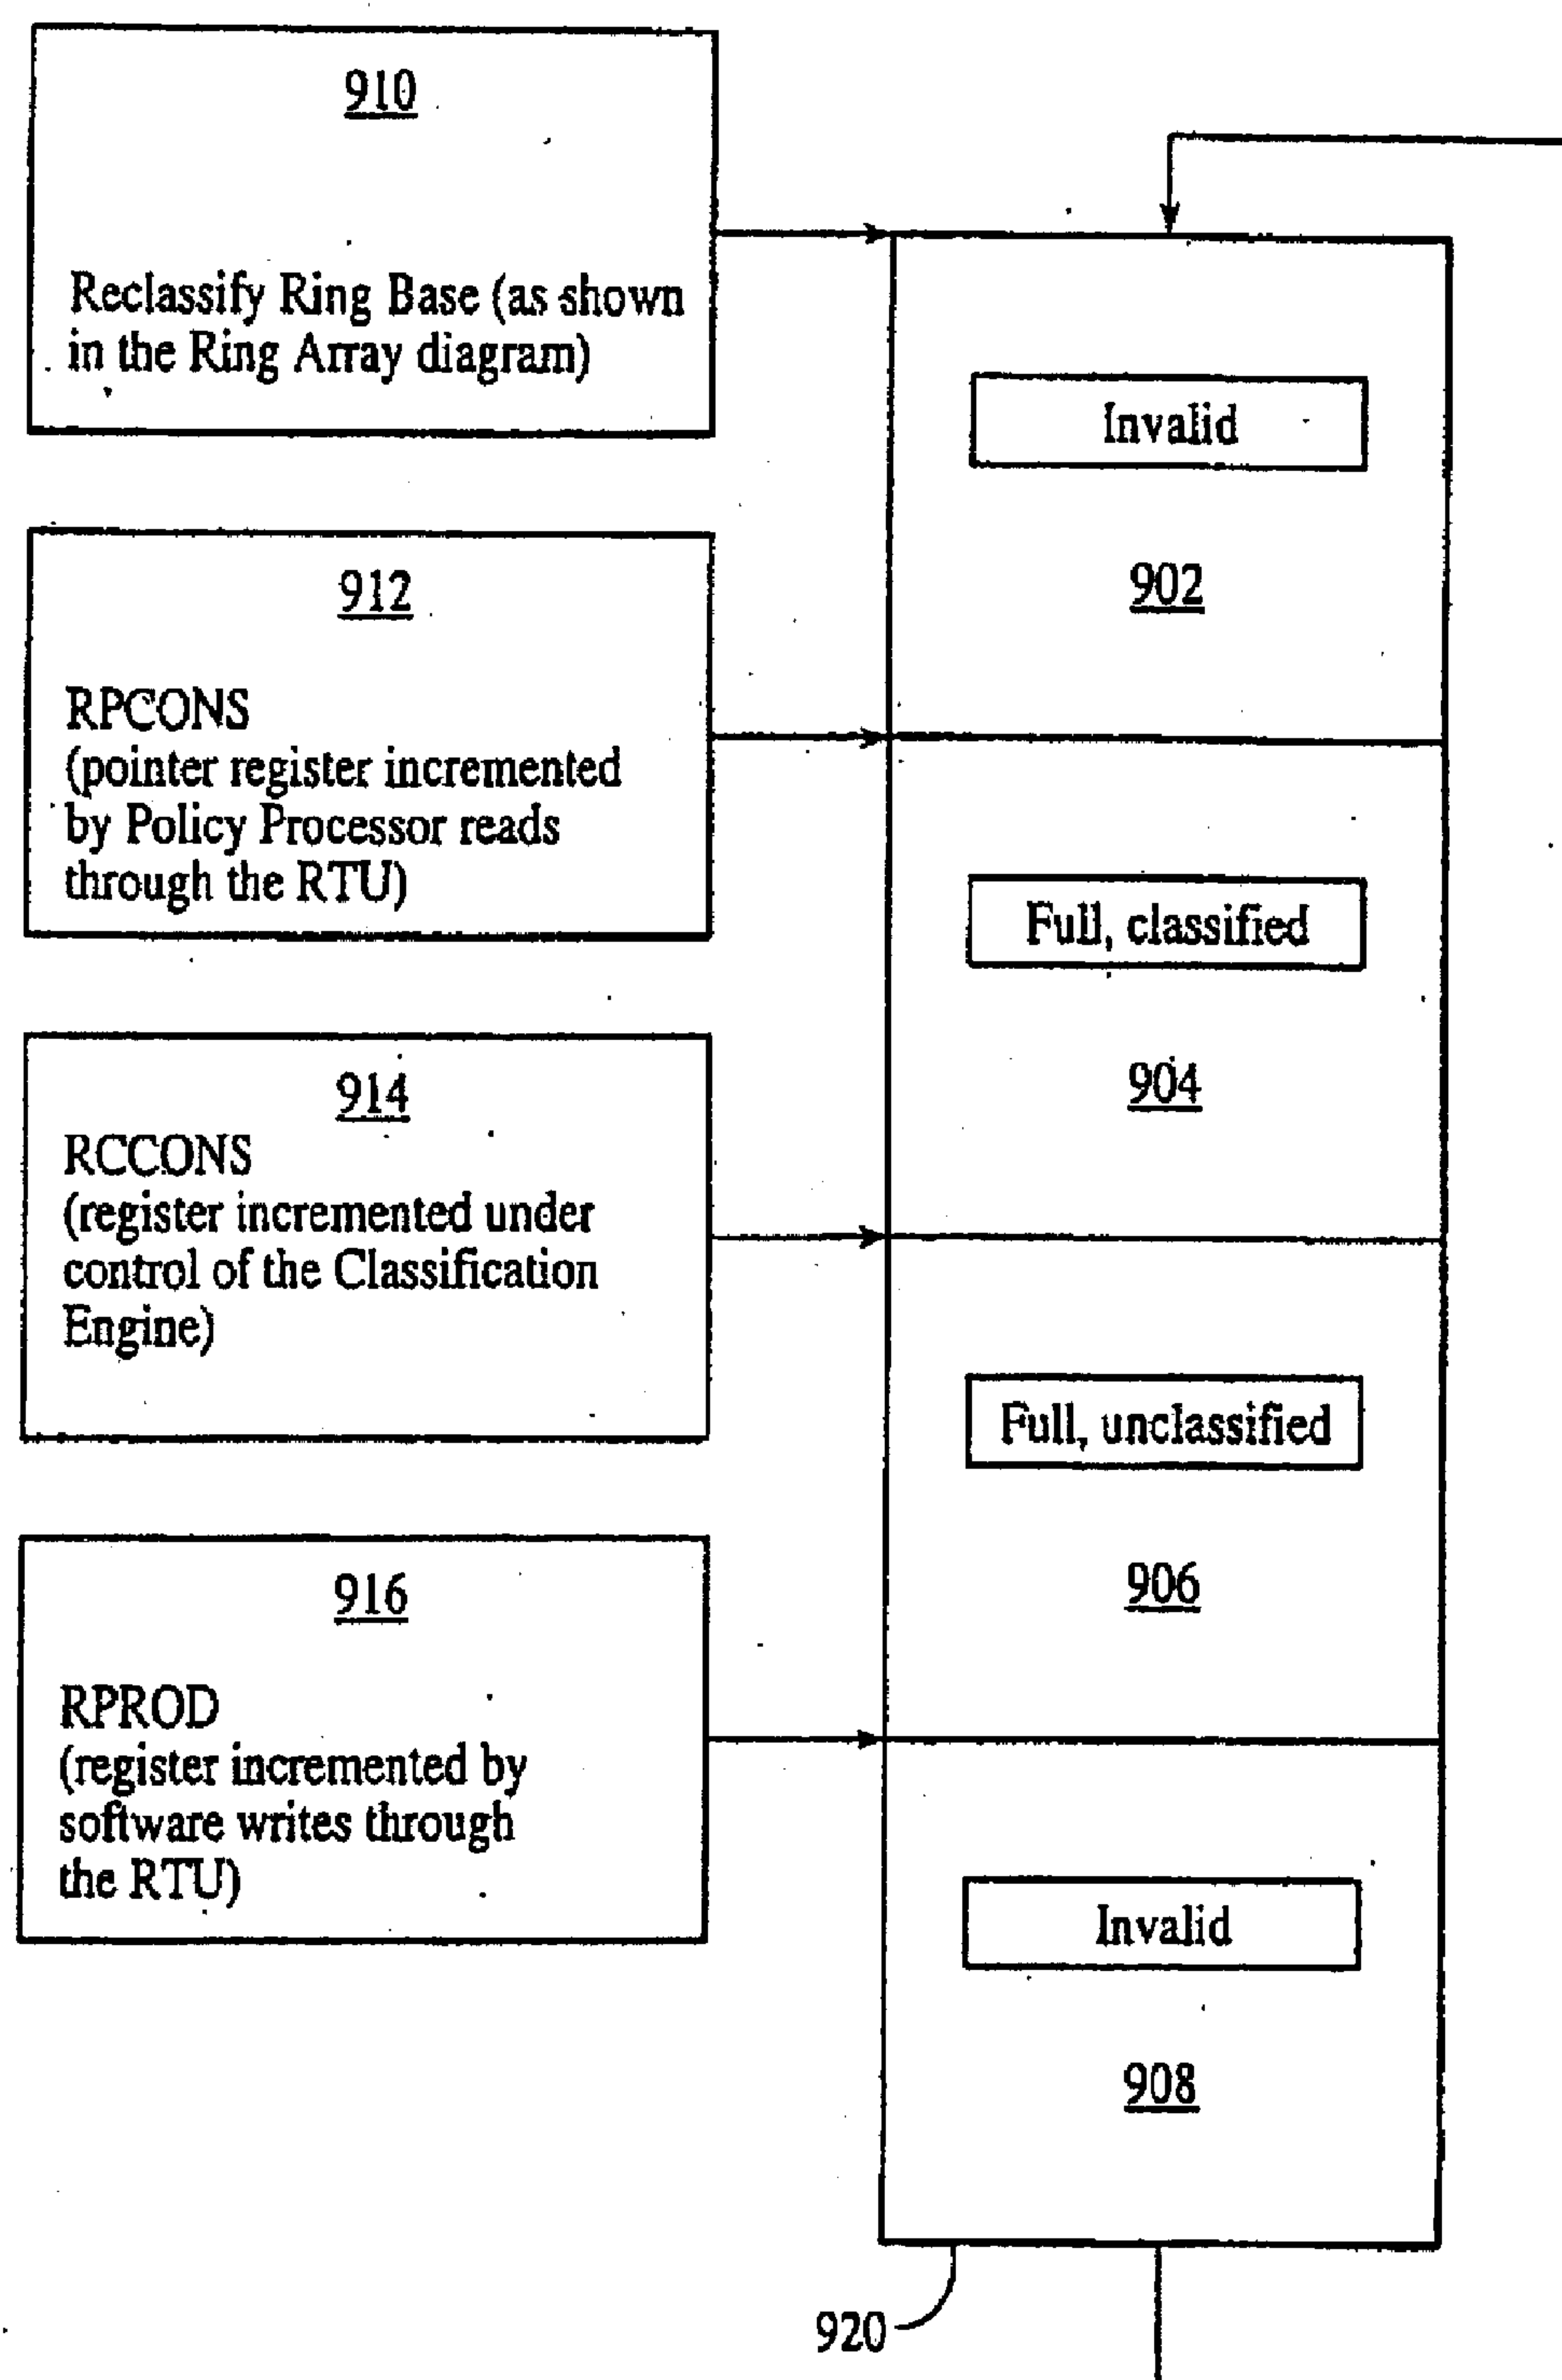 910
Reclassify Ring Base (as shown
in the Ring Array diagram)
Invalid
902
912
RPCONS
(pointer register incremented
by Policy Processor reads
through the RTU)
Full, classified
904
914
RCCONS
(register incremented under
control of the Classification
Engine)
Full, unclassified
906
916
RPROD
(register incremented by
software writes through
the RTU)
Invalid
908
920